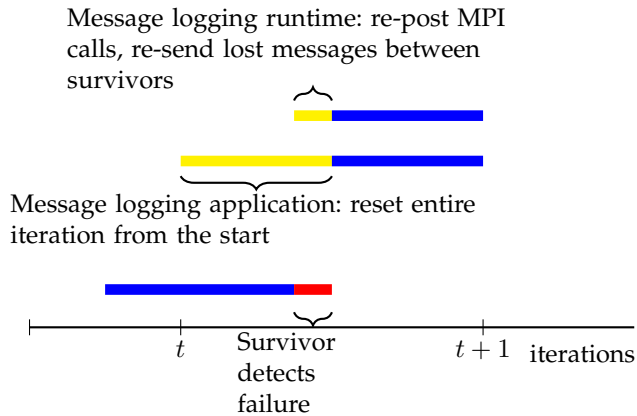 Message logging runtime: re-post MPI
calls, re-send lost messages between
survivors
Message logging application: reset entire
iteration from the start
t
Survivor
detects
failure
t + 1
iterations